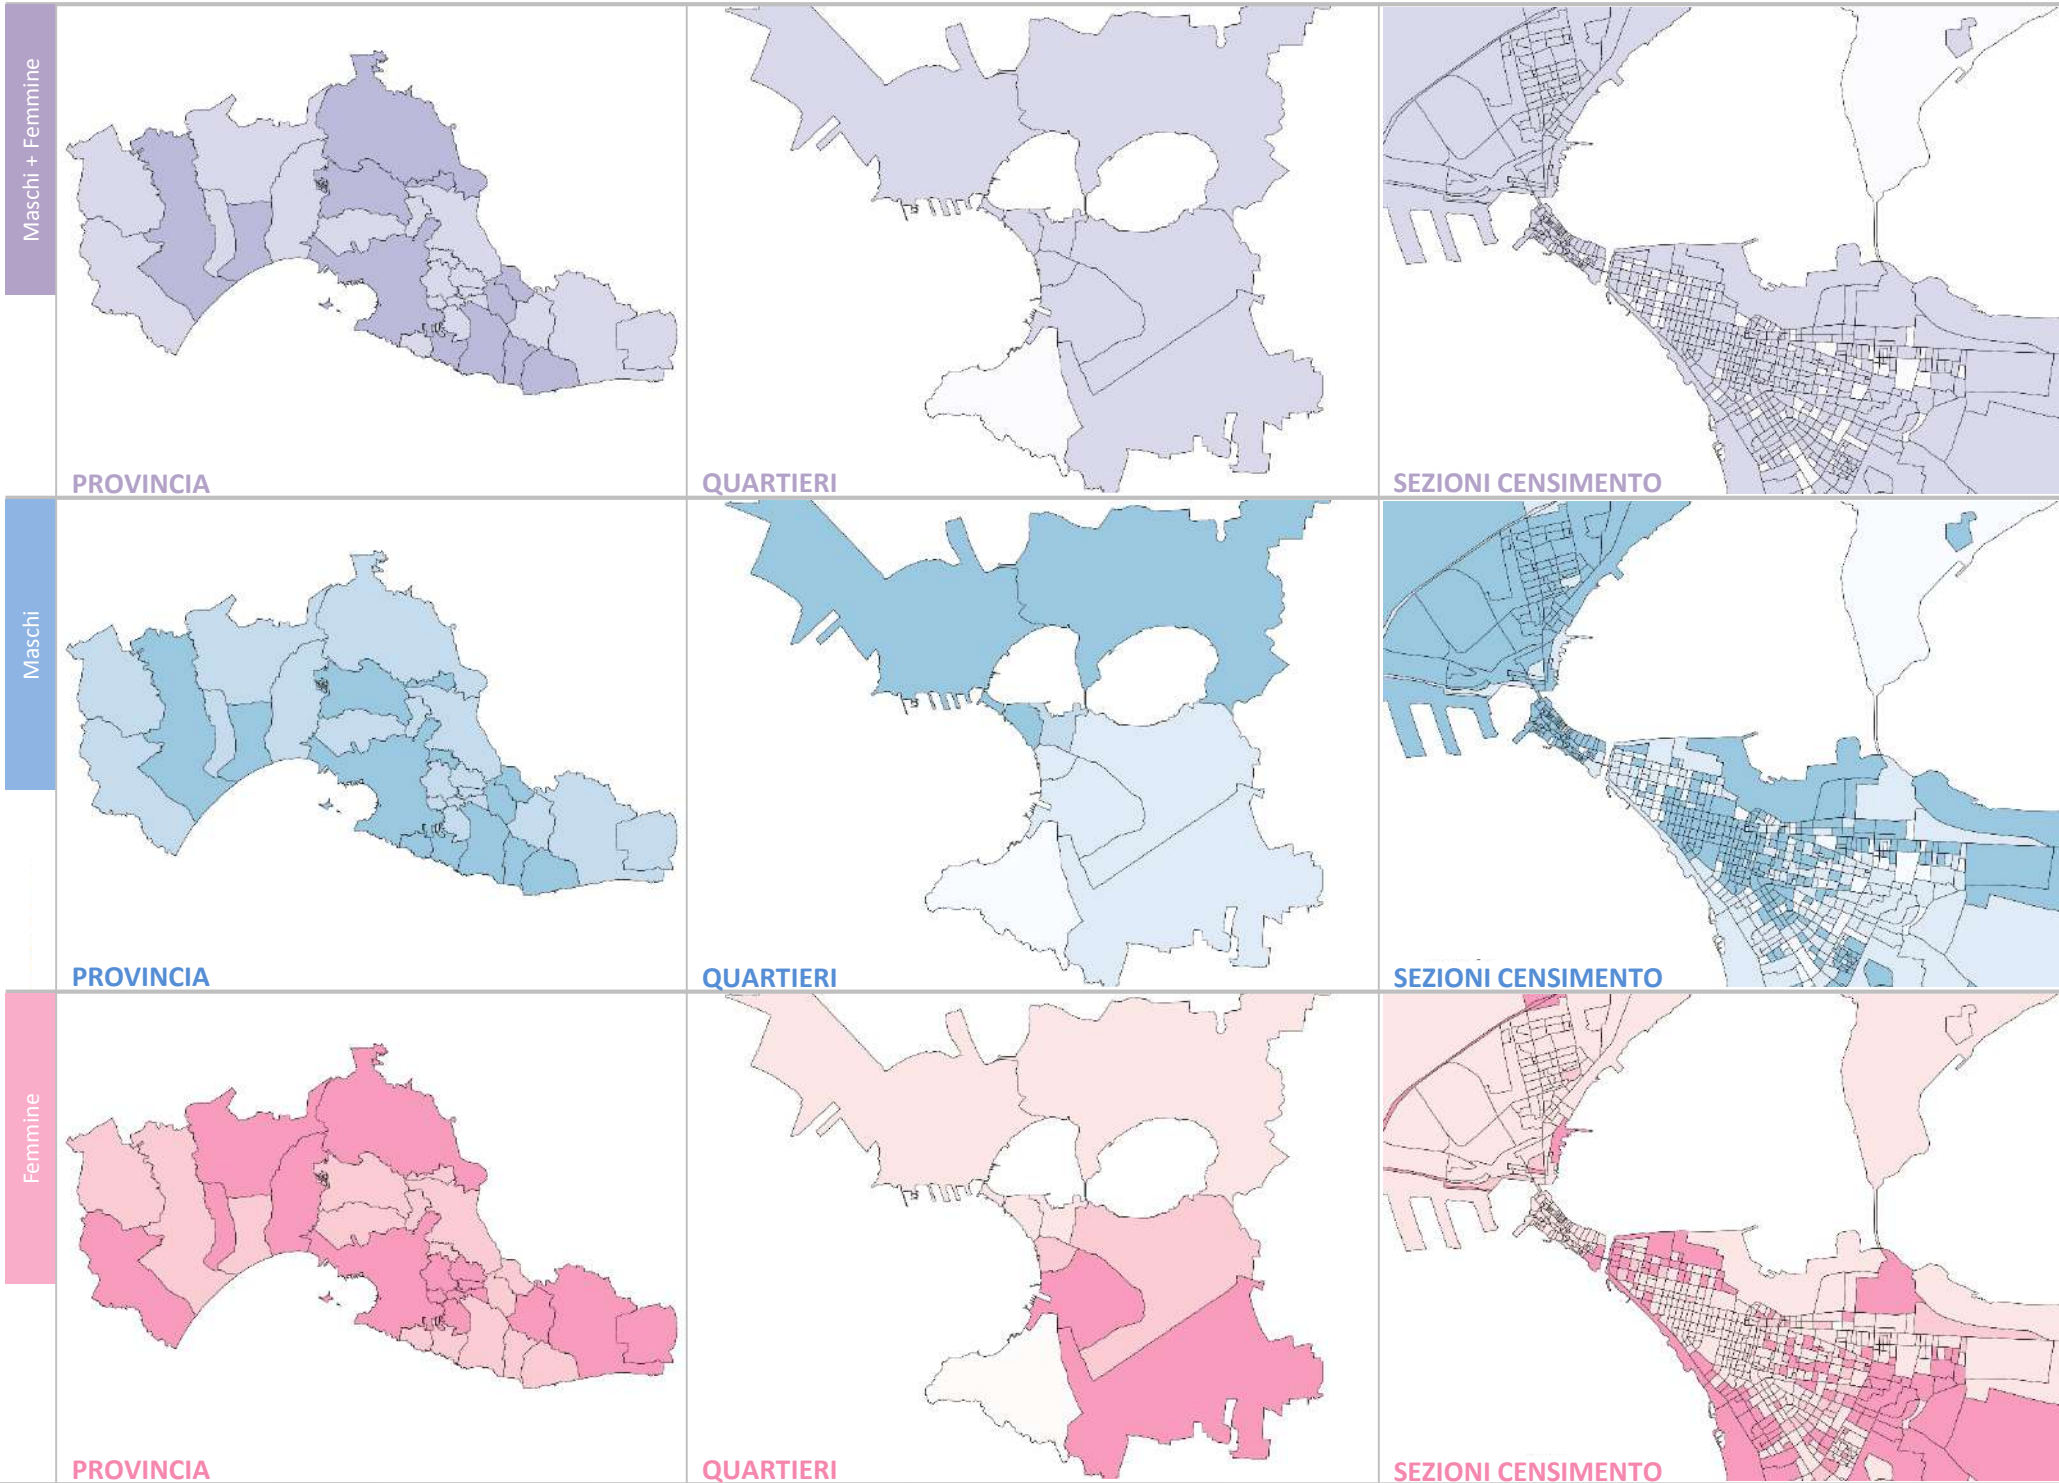 Maschi + Femmine
PROVINCIA
QUARTIERI
SEZIONI CENSIMENTO
Maschi
PROVINCIA
QUARTIERI
SEZIONI CENSIMENTO
Femmine
PROVINCIA
QUARTIERI
SEZIONI CENSIMENTO